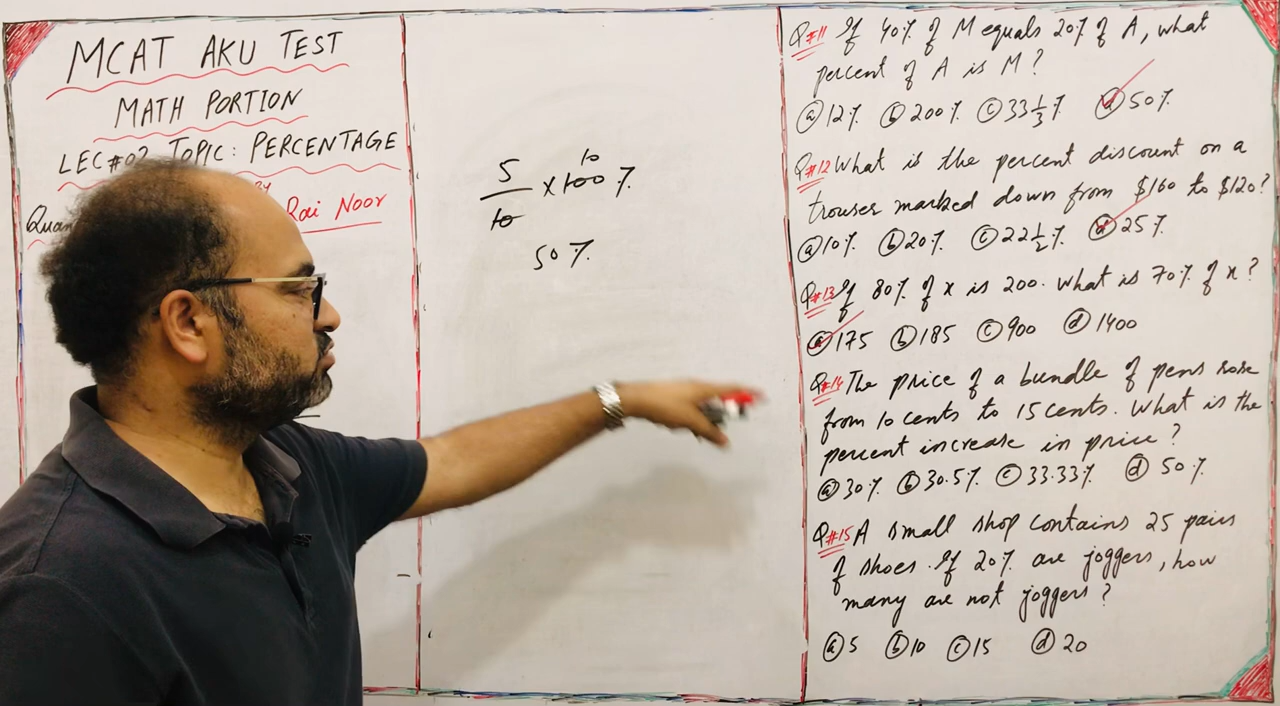 MCAT AKU TEST
MATH PORTION
LEC #02 TOPIC: PERCENTAGE
BY
Rai Noor
5
10
10
×100 %
50 %
Q#11 If 40% of M equals 20% of A, what
percent of A is M?
(a) 12% (b) 200% (c) 33 1/3 % (d) 50%
Q#12 What is the percent discount on a
trouser marked down from $160 to $120?
(a) 10% (b) 20% (c) 22 1/2 % (d) 25%
Q#13 If 80% of x is 200. What is 70% of x?
(a) 175 (b) 185 (c) 900 (d) 1400
Q#14 The price of a bundle of pens rose
from 10 cents to 15 cents. What is the
percent increase in price?
(a) 30% (b) 30.5% (c) 33.33% (d) 50%
Q#15 A small shop contains 25 pairs
of shoes. If 20% are joggers, how
many are not joggers?
(a) 5 (b) 10 (c) 15 (d) 20